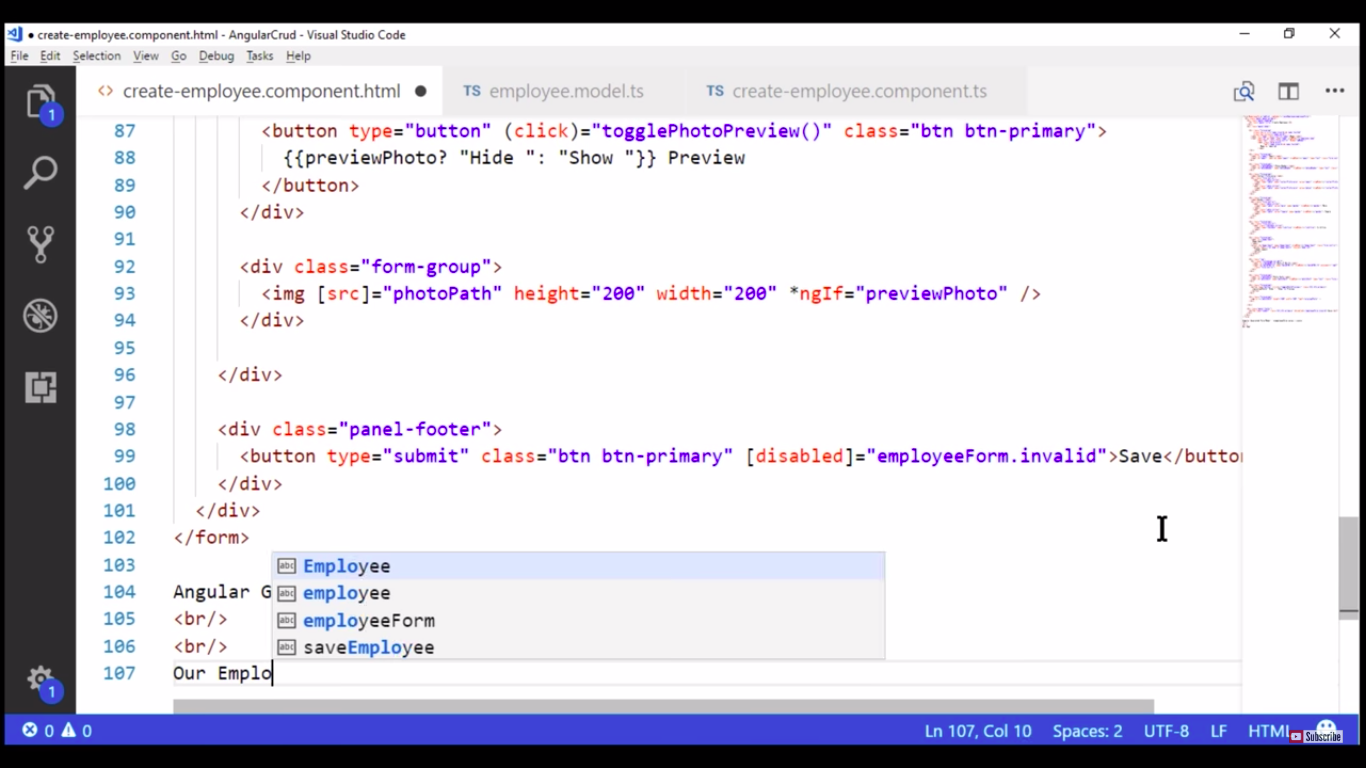 ● create-employee.component.html - AngularCrud - Visual Studio Code
File Edit Selection View Go Debug Tasks Help
<> create-employee.component.html ● TS employee.model.ts TS create-employee.component.ts
87 <button type="button" (click)="togglePhotoPreview()" class="btn btn-primary">
88 {{previewPhoto? "Hide ": "Show "}} Preview
89 </button>
90 </div>
91
92 <div class="form-group">
93 <img [src]="photoPath" height="200" width="200" *ngIf="previewPhoto" />
94 </div>
95
96 </div>
97
98 <div class="panel-footer">
99 <button type="submit" class="btn btn-primary" [disabled]="employeeForm.invalid">Save</button
100 </div>
101 </div>
102 </form>
103
abc Employee
104 Angular G
abc employee
105 <br/>
abc employeeForm
106 <br/>
abc saveEmployee
107 Our Emplo
1
1
0 0 Ln 107, Col 10 Spaces: 2 UTF-8 LF HTML
Subscribe